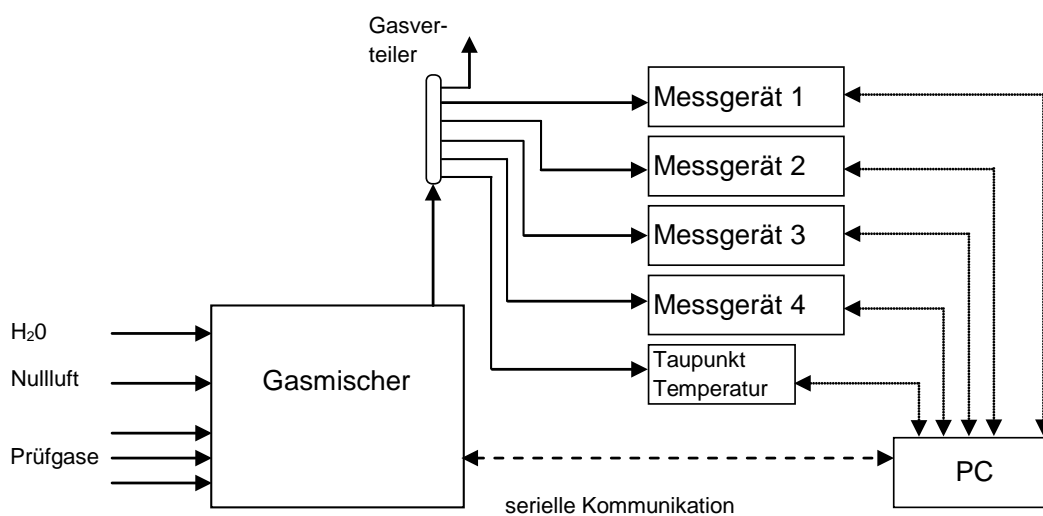 Gasver-
teiler
Messgerät 1
Messgerät 2
Messgerät 3
Messgerät 4
Taupunkt
Temperatur
H₂0
Nullluft
Prüfgase
Gasmischer
PC
serielle Kommunikation